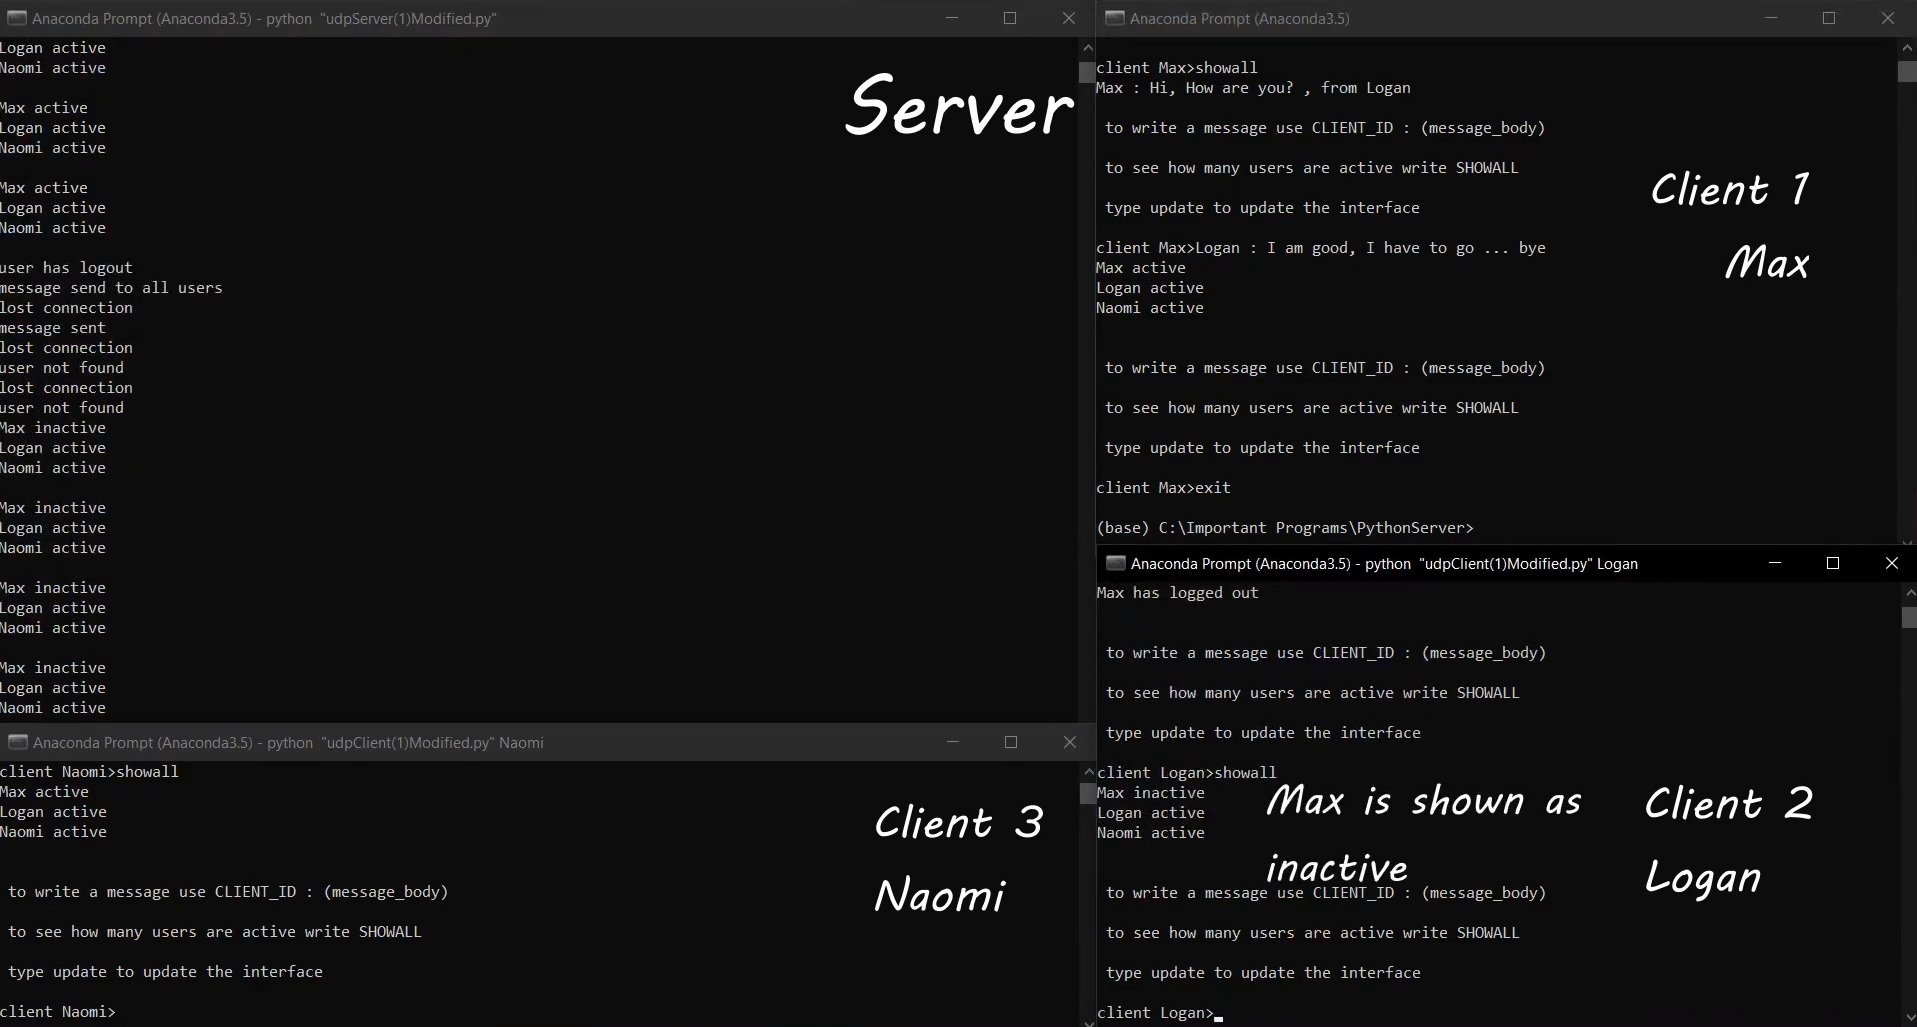 Anaconda Prompt (Anaconda3.5) - python "udpServer(1)Modified.py"
Logan active
Naomi active
Max active
Logan active
Naomi active
Max active
Logan active
Naomi active
user has logout
message send to all users
lost connection
message sent
lost connection
user not found
lost connection
user not found
Max inactive
Logan active
Naomi active
Max inactive
Logan active
Naomi active
Max inactive
Logan active
Naomi active
Max inactive
Logan active
Naomi active
Server
Anaconda Prompt (Anaconda3.5)
client Max>showall
Max : Hi, How are you? , from Logan
to write a message use CLIENT_ID : (message_body)
to see how many users are active write SHOWALL
type update to update the interface
client Max>Logan : I am good, I have to go ... bye
Max active
Logan active
Naomi active
to write a message use CLIENT_ID : (message_body)
to see how many users are active write SHOWALL
type update to update the interface
client Max>exit
(base) C:\Important Programs\PythonServer>
Client 1
Max
Anaconda Prompt (Anaconda3.5) - python "udpClient(1)Modified.py" Naomi
client Naomi>showall
Max active
Logan active
Naomi active
to write a message use CLIENT_ID : (message_body)
to see how many users are active write SHOWALL
type update to update the interface
client Naomi>
Client 3
Naomi
Anaconda Prompt (Anaconda3.5) - python "udpClient(1)Modified.py" Logan
Max has logged out
to write a message use CLIENT_ID : (message_body)
to see how many users are active write SHOWALL
type update to update the interface
client Logan>showall
Max inactive
Logan active
Naomi active
to write a message use CLIENT_ID : (message_body)
to see how many users are active write SHOWALL
type update to update the interface
client Logan>
Max is shown as
inactive
Client 2
Logan